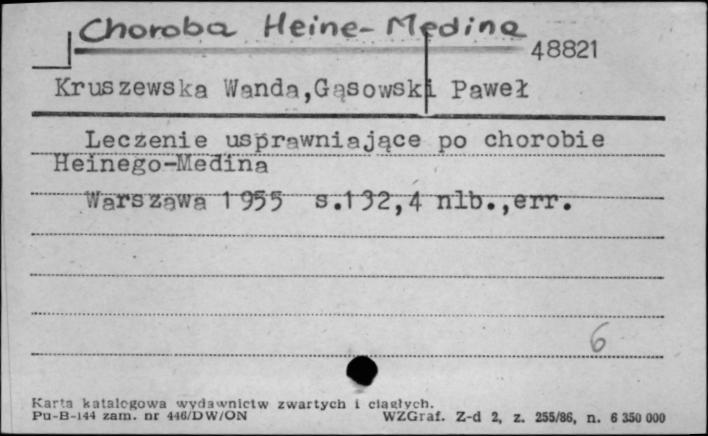 Choroba Heine-Medina
48821
Kruszewska Wanda,Gąsowski Paweł
Leczenie usprawniające po chorobie
Heinego-Medina
Warszawa 1955 s.132,4 nlb.,err.
6
Karta katalogowa wydawnictw zwartych i ciągłych.
Pu-B-144 zam. nr 446/DW/ON WZGraf. Z-d 2, z. 255/86, n. 6 350 000